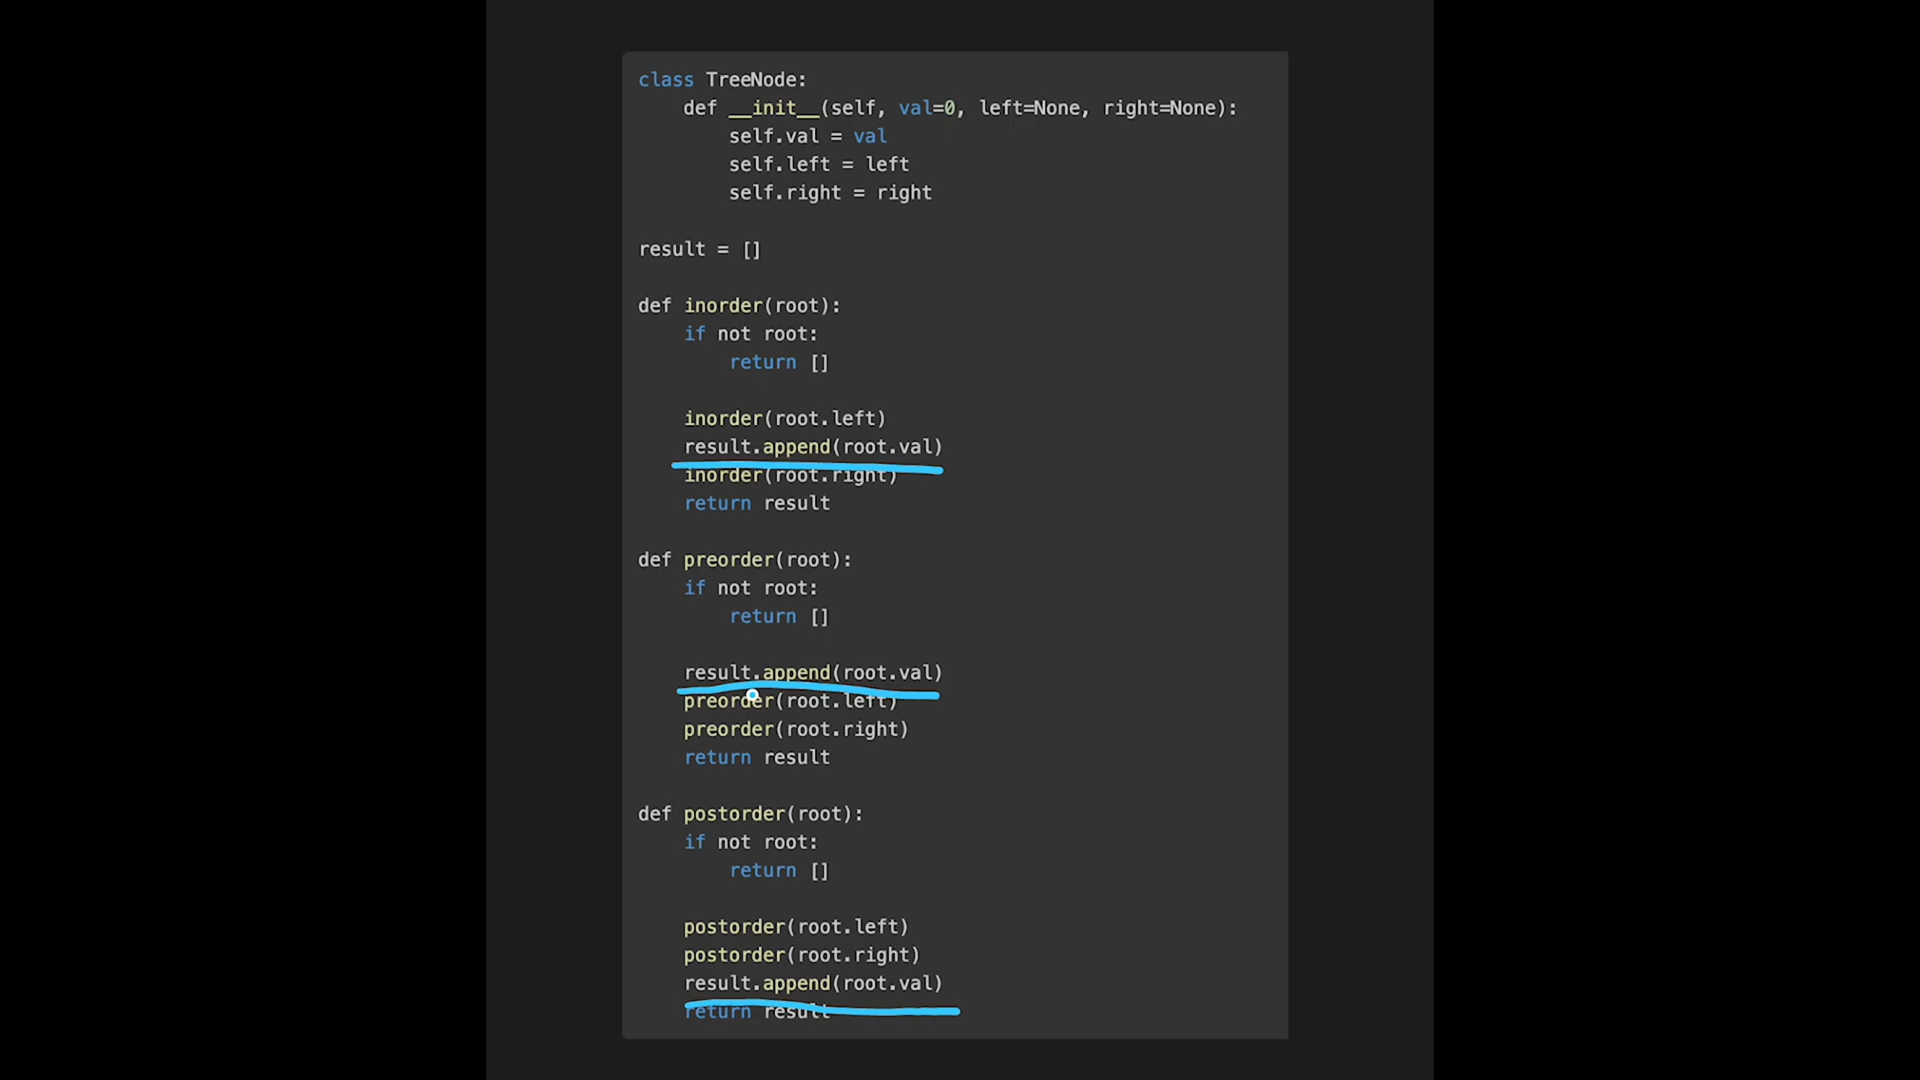 class TreeNode:
    def __init__(self, val=0, left=None, right=None):
        self.val = val
        self.left = left
        self.right = right
result = []
def inorder(root):
    if not root:
        return []
    inorder(root.left)
    result.append(root.val)
    inorder(root.right)
    return result
def preorder(root):
    if not root:
        return []
    result.append(root.val)
    preorder(root.left)
    preorder(root.right)
    return result
def postorder(root):
    if not root:
        return []
    postorder(root.left)
    postorder(root.right)
    result.append(root.val)
    return result